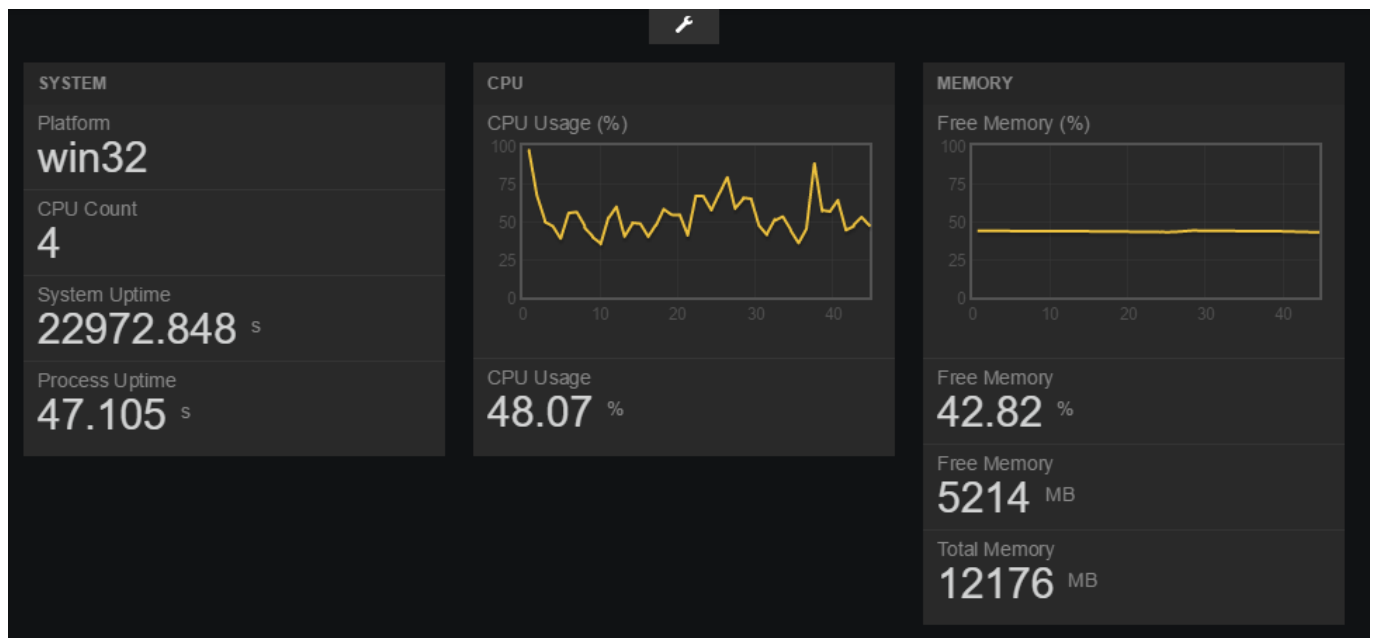 SYSTEM
Platform
win32
CPU Count
4
System Uptime
22972.848 s
Process Uptime
47.105 s
CPU
CPU Usage (%)
100
75
50
25
0
0 10 20 30 40
CPU Usage
48.07 %
MEMORY
Free Memory (%)
100
75
50
25
0
0 10 20 30 40
Free Memory
42.82 %
Free Memory
5214 MB
Total Memory
12176 MB